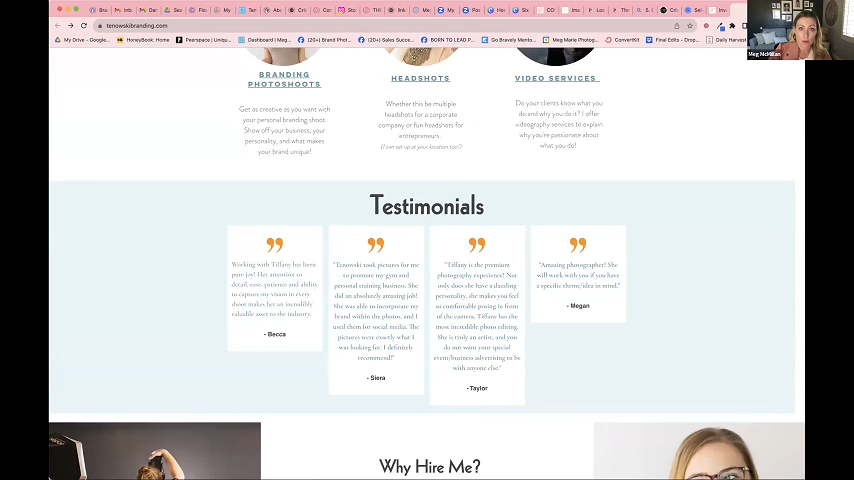 Meg McMillan
tenowskibranding.com
My Drive - Google...
HoneyBook: Home
Peerspace | Uniqu...
Dashboard | Meg...
(20+) Brand Phot...
(20+) Sales Succe...
BORN TO LEAD P...
Go Bravely Mento...
Meg Marie Photog...
ConvertKit
Final Edits - Drop...
Daily Harvest
BRANDING
PHOTOSHOOTS
Get as creative as you want with
your personal branding shoot.
Show off your business, your
personality, and what makes
your brand unique!
HEADSHOTS
Whether this be multiple
headshots for a corporate
company or fun headshots for
entrepreneurs.
(I can set up at your location too!)
VIDEO SERVICES
Do your clients know what you
do and why you do it? I offer
videography services to explain
why you're passionate about
what you do!
Testimonials
Working with Tiffany has been
pure joy! Her attention to
detail, ease, patience and ability
to capture my vision in every
shoot makes her an incredibly
valuable asset to the industry.
- Becca
"Tenowski took pictures for me
to promote my gym and
personal training business. She
did an absolutely amazing job!
She was able to incorporate my
brand within the photos, and I
used them for social media. The
pictures were exactly what I
was looking for. I definitely
recommend!"
- Siera
"Tiffany is the premium
photography experience! Not
only does she have a dazzling
personality, she makes you feel
so comfortable posing in front
of the camera. Tiffany has the
most incredible photo editing.
She is truly an artist, and you
do not want your special
event/business advertising to be
with anyone else."
- Taylor
"Amazing photographer! She
will work with you if you have
a specific theme/idea in mind."
- Megan
Why Hire Me?